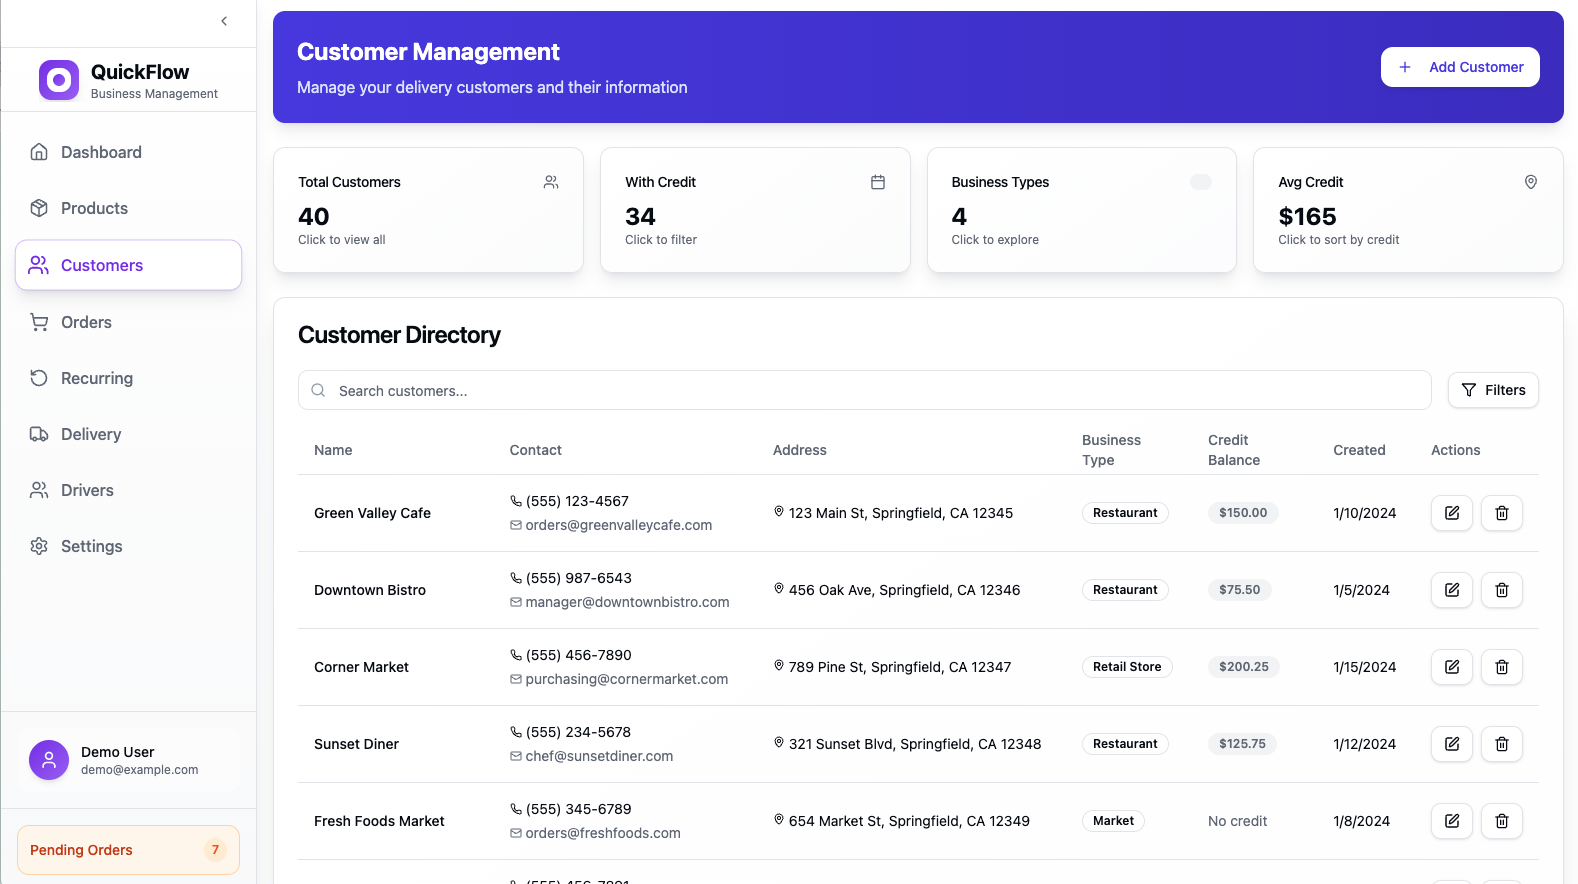 QuickFlow
Business Management
Dashboard
Products
Customers
Orders
Recurring
Delivery
Drivers
Settings
Demo User
demo@example.com
Pending Orders 7
Customer Management
Manage your delivery customers and their information
Add Customer
Total Customers
40
Click to view all
With Credit
34
Click to filter
Business Types
4
Click to explore
Avg Credit
$165
Click to sort by credit
Customer Directory
Search customers...
Filters
Name Contact Address Business Type Credit Balance Created Actions
Green Valley Cafe
(555) 123-4567
orders@greenvalleycafe.com
123 Main St, Springfield, CA 12345
Restaurant
$150.00
1/10/2024
Downtown Bistro
(555) 987-6543
manager@downtownbistro.com
456 Oak Ave, Springfield, CA 12346
Restaurant
$75.50
1/5/2024
Corner Market
(555) 456-7890
purchasing@cornermarket.com
789 Pine St, Springfield, CA 12347
Retail Store
$200.25
1/15/2024
Sunset Diner
(555) 234-5678
chef@sunsetdiner.com
321 Sunset Blvd, Springfield, CA 12348
Restaurant
$125.75
1/12/2024
Fresh Foods Market
(555) 345-6789
orders@freshfoods.com
654 Market St, Springfield, CA 12349
Market
No credit
1/8/2024